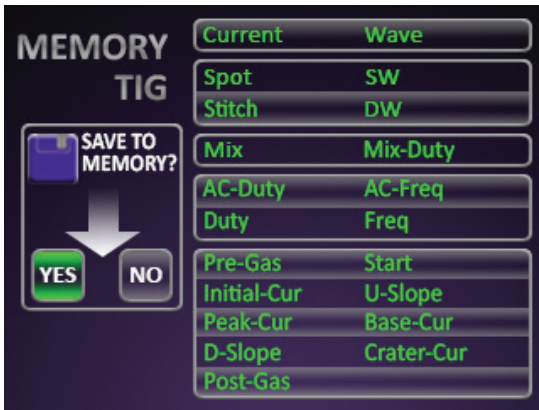 MEMORY
TIG
SAVE TO
MEMORY?
YES NO
Current Wave
Spot SW
Stitch DW
Mix Mix-Duty
AC-Duty AC-Freq
Duty Freq
Pre-Gas Start
Initial-Cur U-Slope
Peak-Cur Base-Cur
D-Slope Crater-Cur
Post-Gas